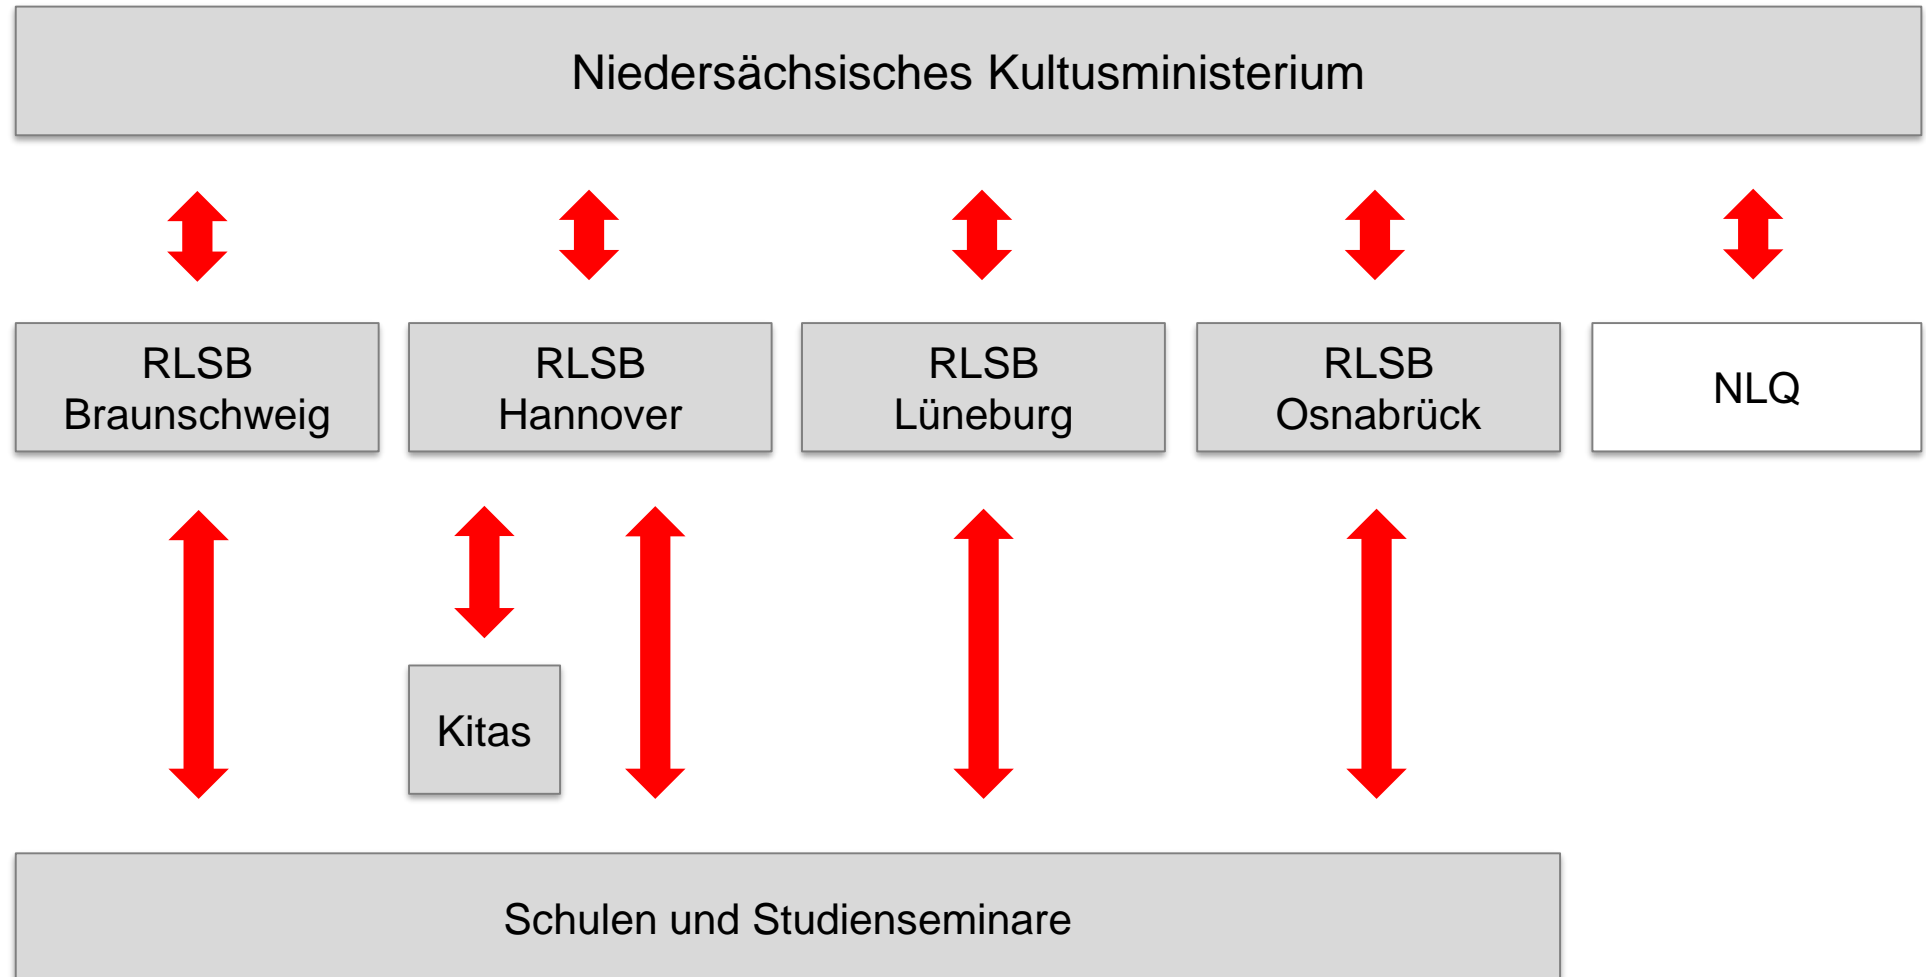 Niedersächsisches Kultusministerium
RLSB
Braunschweig
RLSB
Hannover
RLSB
Lüneburg
RLSB
Osnabrück
NLQ
Kitas
Schulen und Studienseminare